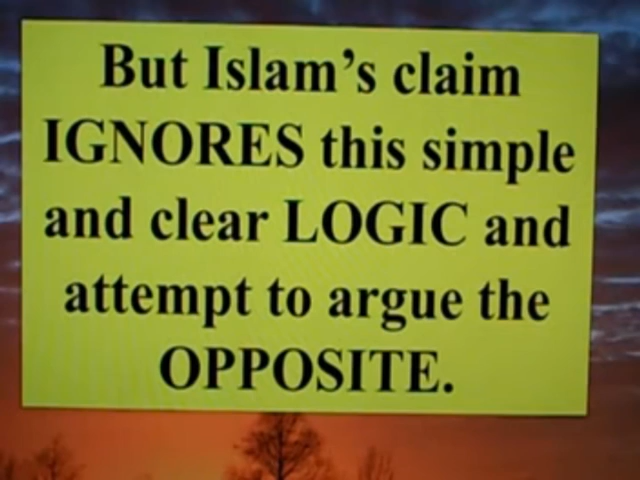 But Islam's claim
IGNORES this simple
and clear LOGIC and
attempt to argue the
OPPOSITE.